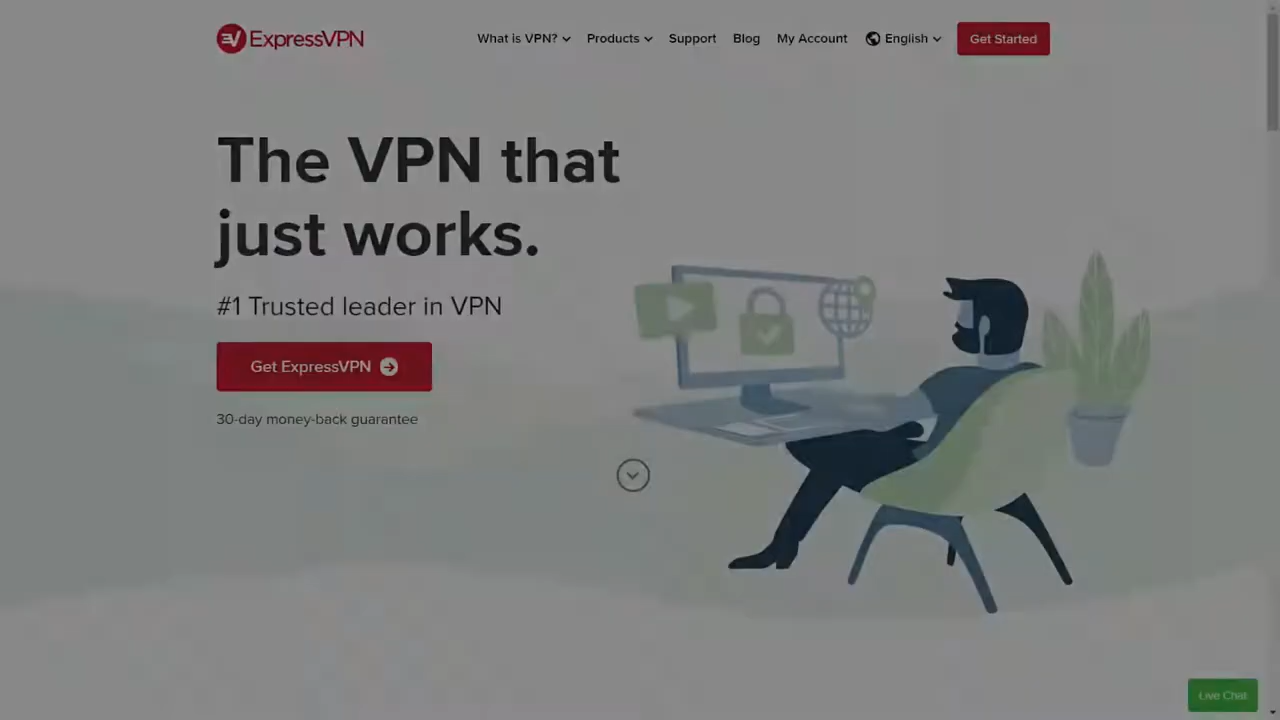 ExpressVPN
What is VPN?
Products
Support
Blog
My Account
English
Get Started
The VPN that
just works.
#1 Trusted leader in VPN
Get ExpressVPN
30-day money-back guarantee
Live Chat